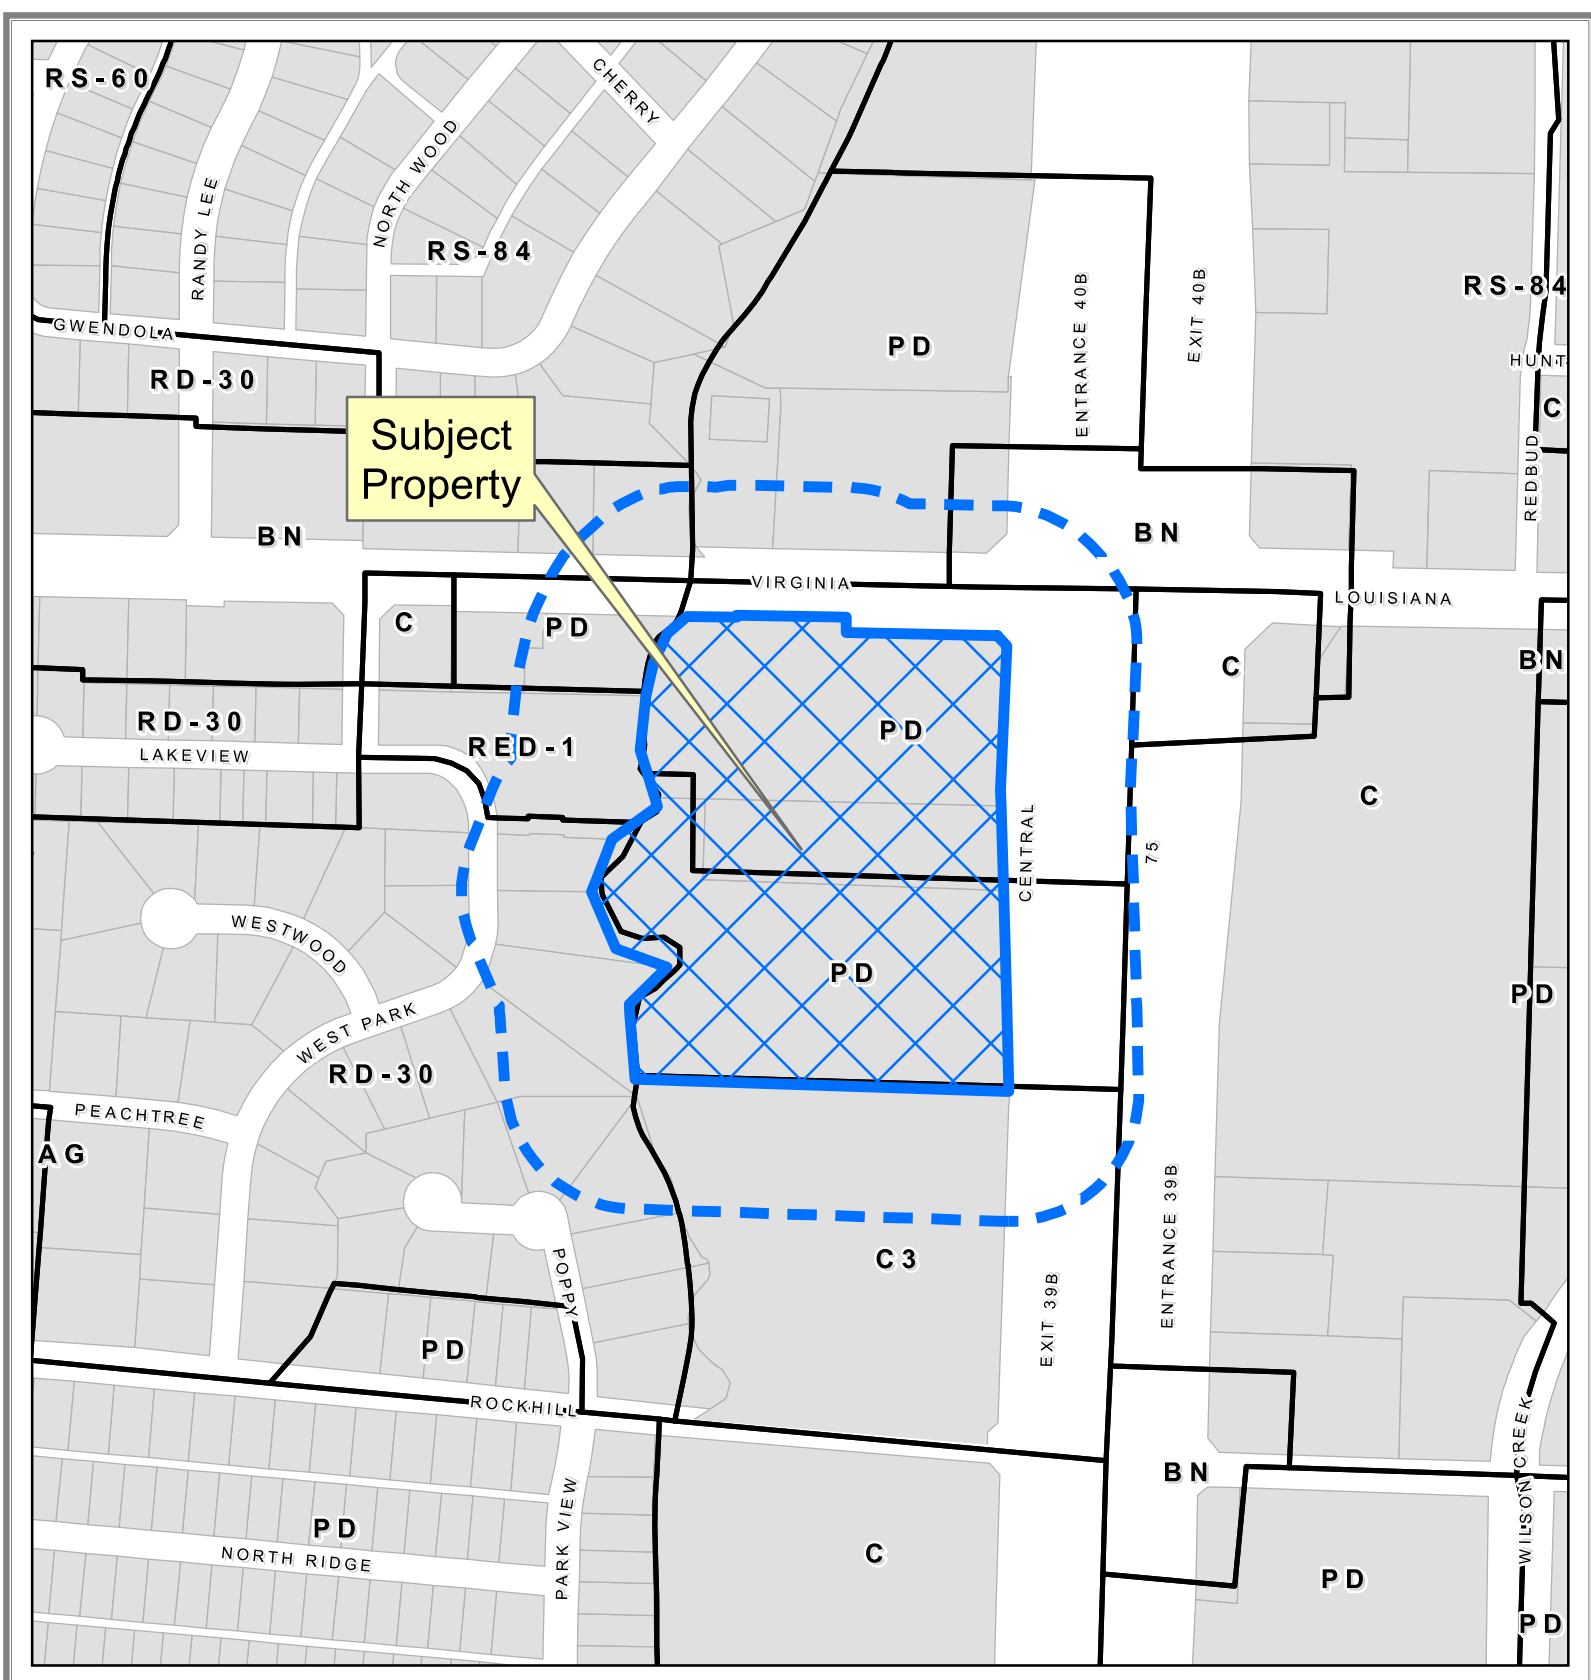 RS-60
CHERRY
NORTH WOOD
RANDY LEE
RS-84
ENTRANCE 40B
EXIT 40B
RS-84
GWENDOLA
PD
HUNT
RD-30
C
Subject
Property
REDBUD
BN
BN
VIRGINIA
LOUISIANA
C
PD
C
BN
RD-30
PD
RED-1
LAKEVIEW
C
CENTRAL
75
WESTWOOD
PD
PD
WEST PARK
RD-30
PEACHTREE
AG
ENTRANCE 39B
C3
POPPY
EXIT 39B
PD
ROCKHILL
WILSON CREEK
BN
PD
NORTH RIDGE
PARK VIEW
C
PD
PD